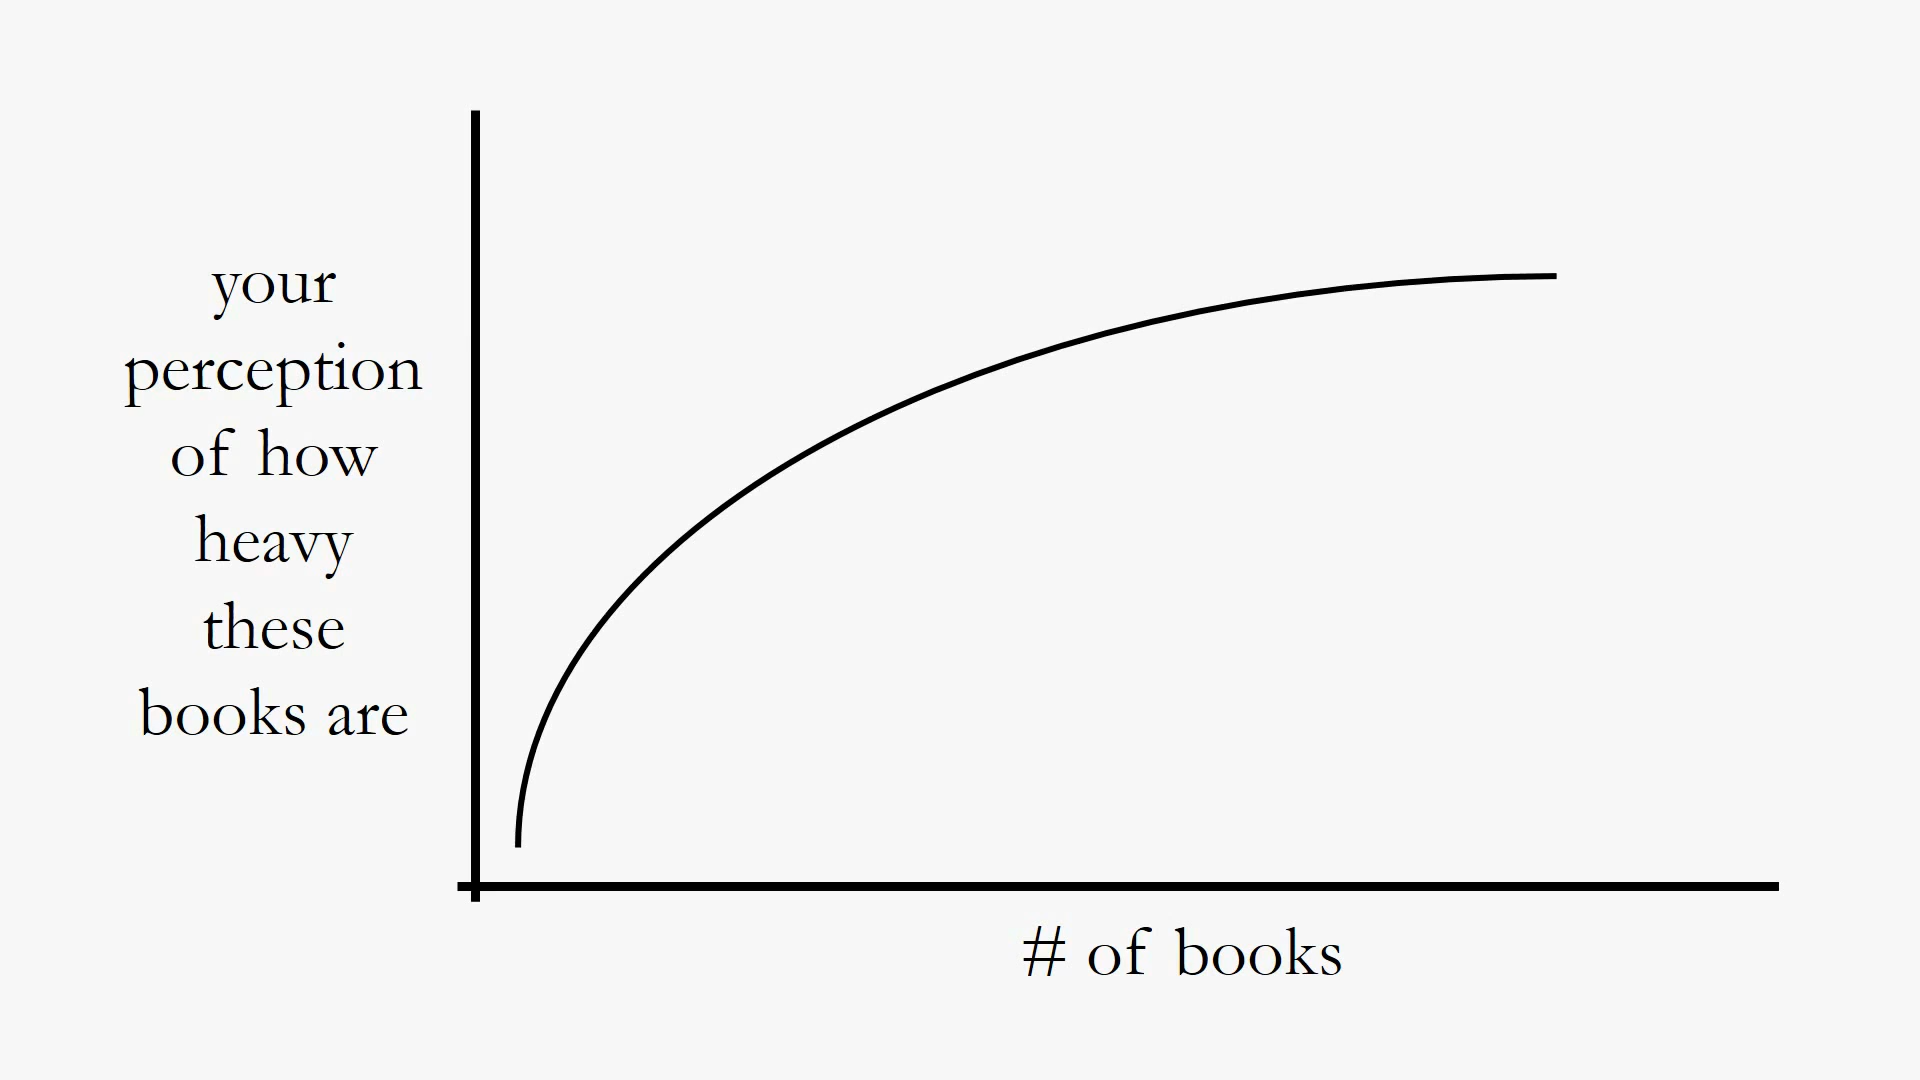 your
perception
of how
heavy
these
books are
# of books